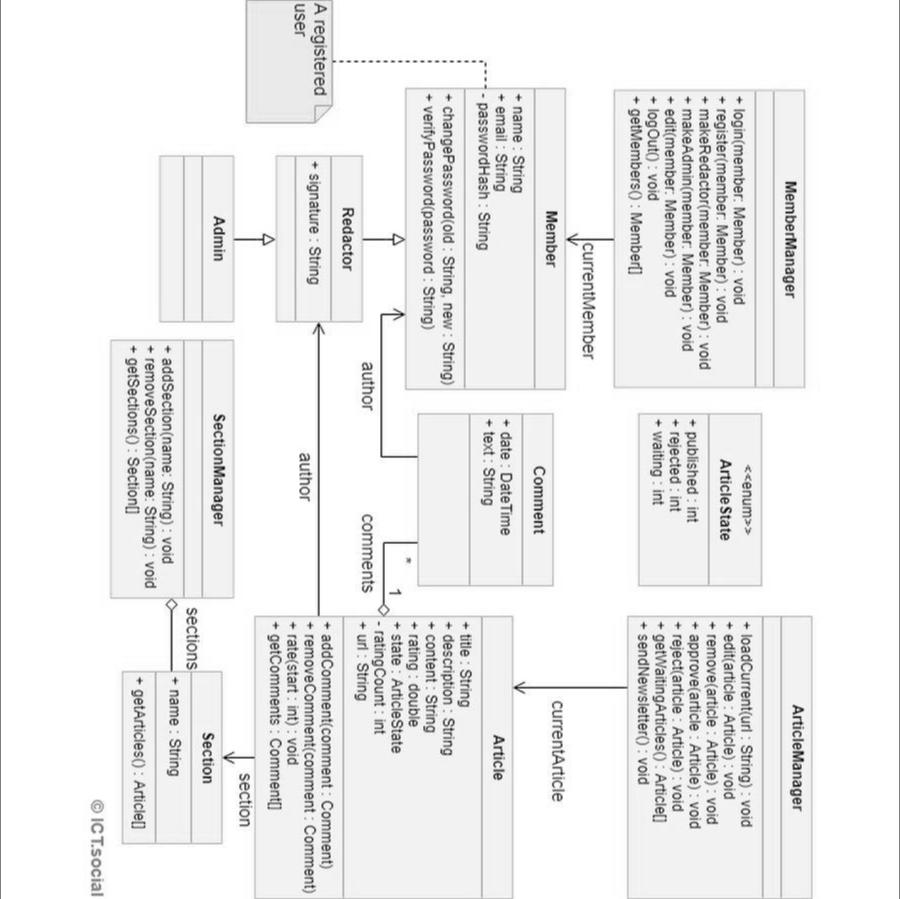 MemberManager
+ login(member: Member) : void
+ register(member: Member) : void
+ makeRedactor(member: Member) : void
+ makeAdmin(member: Member) : void
+ edit(member: Member) : void
+ logOut() : void
+ getMembers() : Member[]
<<enum>>
ArticleState
+ published : int
+ rejected : int
+ waiting : int
ArticleManager
+ loadCurrent(url : String) : void
+ edit(article : Article) : void
+ remove(article : Article) : void
+ approve(article : Article) : void
+ reject(article : Article) : void
+ getWaitingArticles() : Article[]
+ sendNewsletter() : void
currentMember
currentArticle
Member
+ name : String
+ email : String
- passwordHash : String
+ changePassword(old : String, new : String)
+ verifyPassword(password : String)
Comment
+ date : DateTime
+ text : String
Article
+ title : String
+ description : String
+ content : String
+ rating : double
+ state : ArticleState
- ratingCount : int
+ url : String
+ addComment(comment : Comment)
+ removeComment(comment : Comment)
+ rate(start : int) : void
+ getComments : Comment[]
A registered
user
author
*
1
comments
Redactor
+ signature : String
author
section
Admin
SectionManager
+ addSection(name: String) : void
+ removeSection(name: String) : void
+ getSections() : Section[]
sections
Section
+ name : String
+ getArticles() : Article[]
© ICT.social